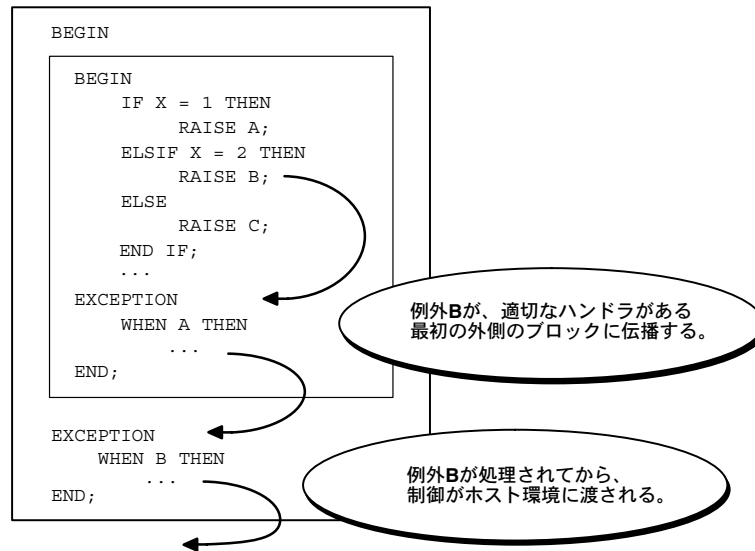 BEGIN
BEGIN
IF X = 1 THEN
RAISE A;
ELSIF X = 2 THEN
RAISE B;
ELSE
RAISE C;
END IF;
...
EXCEPTION
WHEN A THEN
...
END;
例外Bが、適切なハンドラがある
最初の外側のブロックに伝播する。
EXCEPTION
WHEN B THEN
...
END;
例外Bが処理されてから、
制御がホスト環境に渡される。